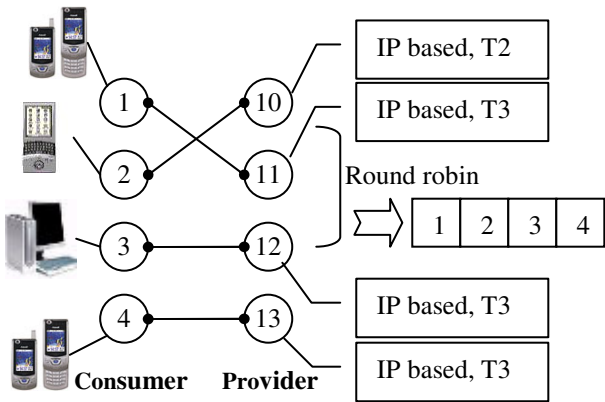 IP based, T2
1
10
IP based, T3
2
11
Round robin
1 2 3 4
3
12
IP based, T3
4
13
IP based, T3
Consumer Provider